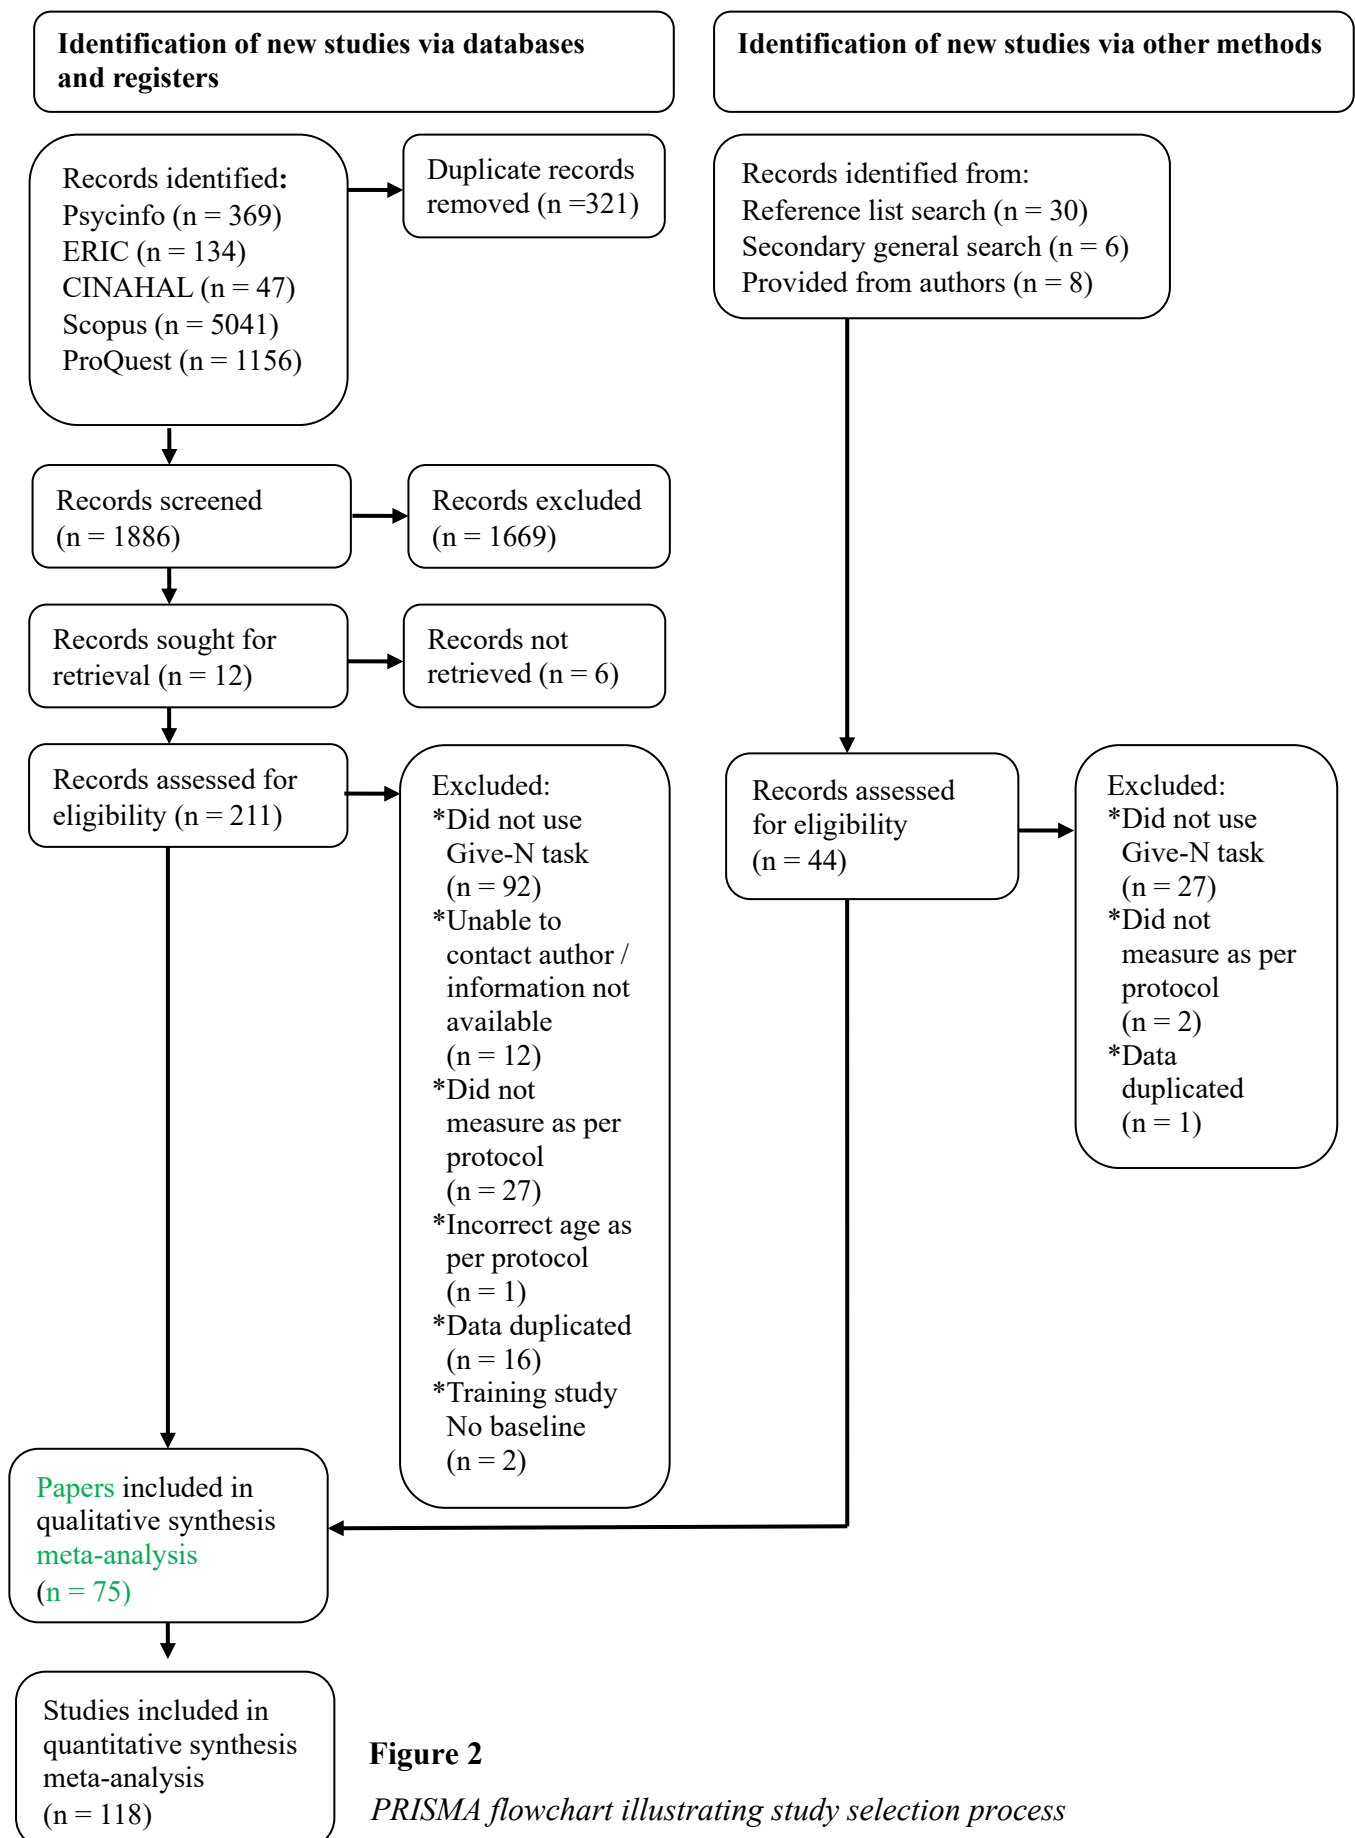 Identification of new studies via databases
and registers
Identification of new studies via other methods
Records identified:
Psycinfo (n = 369)
ERIC (n = 134)
CINAHAL (n = 47)
Scopus (n = 5041)
ProQuest (n = 1156)
Duplicate records
removed (n =321)
Records identified from:
Reference list search (n = 30)
Secondary general search (n = 6)
Provided from authors (n = 8)
Records screened
(n = 1886)
Records excluded
(n = 1669)
Records sought for
retrieval (n = 12)
Records not
retrieved (n = 6)
Records assessed for
eligibility (n = 211)
Excluded:
*Did not use
Give-N task
(n = 92)
*Unable to
contact author /
information not
available
(n = 12)
*Did not
measure as per
protocol
(n = 27)
*Incorrect age as
per protocol
(n = 1)
*Data duplicated
(n = 16)
*Training study
No baseline
(n = 2)
Records assessed
for eligibility
(n = 44)
Excluded:
*Did not use
Give-N task
(n = 27)
*Did not
measure as per
protocol
(n = 2)
*Data
duplicated
(n = 1)
Papers included in
qualitative synthesis
meta-analysis
(n = 75)
Studies included in
quantitative synthesis
meta-analysis
(n = 118)
Figure 2
PRISMA flowchart illustrating study selection process